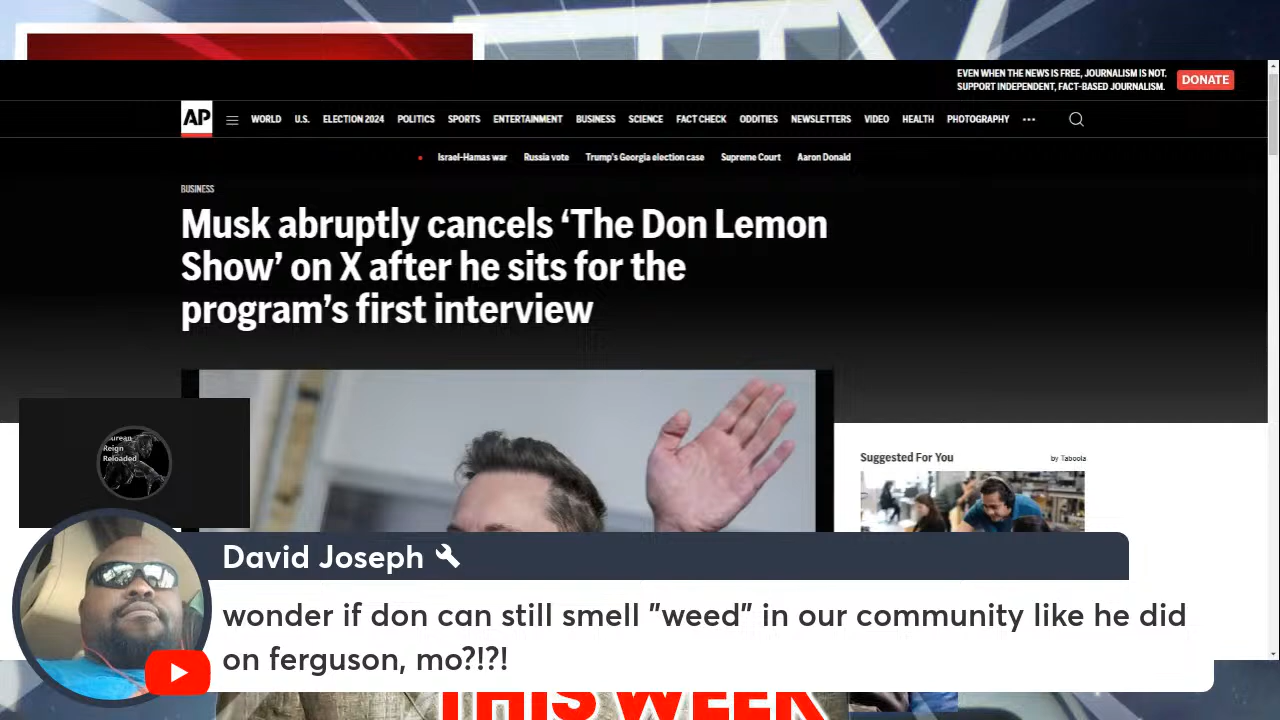 EVEN WHEN THE NEWS IS FREE, JOURNALISM IS NOT.
SUPPORT INDEPENDENT, FACT-BASED JOURNALISM.
DONATE
AP
WORLD U.S. ELECTION 2024 POLITICS SPORTS ENTERTAINMENT BUSINESS SCIENCE FACT CHECK ODDITIES NEWSLETTERS VIDEO HEALTH PHOTOGRAPHY
Israel-Hamas war Russia vote Trump's Georgia election case Supreme Court Aaron Donald
BUSINESS
Musk abruptly cancels ‘The Don Lemon
Show’ on X after he sits for the
program’s first interview
Reign
Reloaded
Suggested For You
by Taboola
David Joseph
wonder if don can still smell "weed" in our community like he did
on ferguson, mo?!?!
THIS WEEK